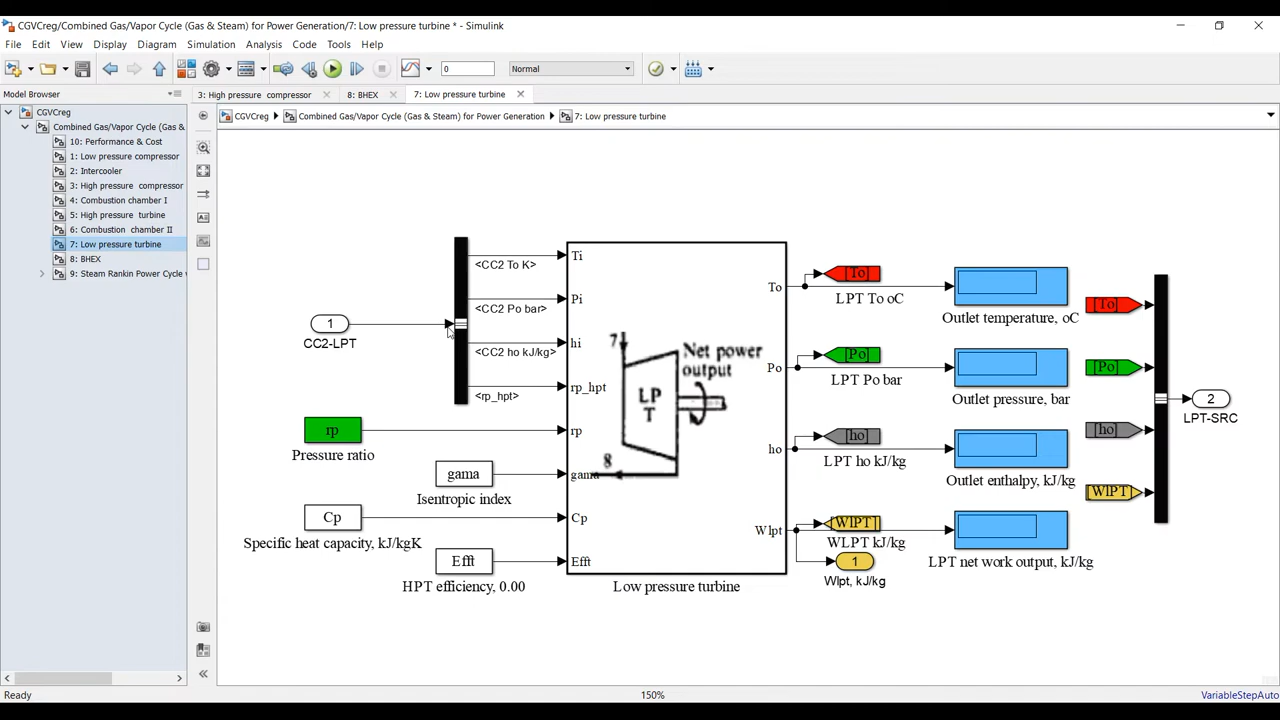 CGVCreg/Combined Gas/Vapor Cycle (Gas & Steam) for Power Generation/7: Low pressure turbine * - Simulink
File Edit View Display Diagram Simulation Analysis Code Tools Help
0
Normal
Model Browser
3: High pressure compressor
8: BHEX
7: Low pressure turbine
CGVCreg
Combined Gas/Vapor Cycle (Gas &
10: Performance & Cost
1: Low pressure compressor
2: Intercooler
3: High pressure compressor
4: Combustion chamber I
5: High pressure turbine
6: Combustion chamber II
7: Low pressure turbine
8: BHEX
9: Steam Rankin Power Cycle
CGVCreg
Combined Gas/Vapor Cycle (Gas & Steam) for Power Generation
7: Low pressure turbine
1
CC2-LPT
<CC2 To K>
<CC2 Po bar>
<CC2 ho kJ/kg>
<rp_hpt>
rp
Pressure ratio
gama
Isentropic index
Cp
Specific heat capacity, kJ/kgK
Efft
HPT efficiency, 0.00
Ti
Pi
hi
rp_hpt
rp
gama
Cp
Efft
7
Net power
output
LP
T
8
To
Po
ho
Wlpt
Low pressure turbine
To
LPT To oC
Po
LPT Po bar
ho
LPT ho kJ/kg
WlPT
WLPT kJ/kg
1
Wlpt, kJ/kg
Outlet temperature, oC
Outlet pressure, bar
Outlet enthalpy, kJ/kg
LPT net work output, kJ/kg
To
Po
ho
WlPT
2
LPT-SRC
Ready
150%
VariableStepAuto